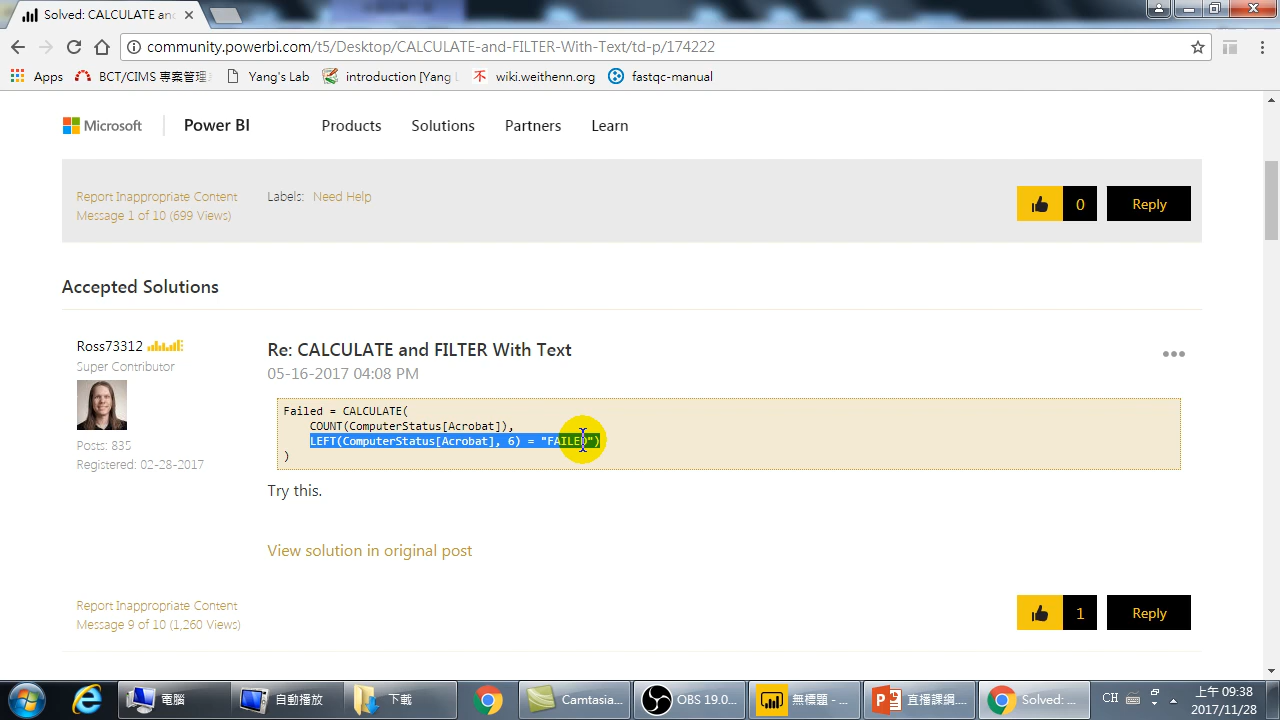 Solved: CALCULATE and
community.powerbi.com/t5/Desktop/CALCULATE-and-FILTER-With-Text/td-p/174222
Apps BCT/CIMS 專案管理 Yang's Lab introduction [Yang L wiki.weithenn.org fastqc-manual
Microsoft Power BI Products Solutions Partners Learn
Report Inappropriate Content Labels: Need Help
Message 1 of 10 (699 Views)
0 Reply
Accepted Solutions
Ross73312
Super Contributor
Posts: 835
Registered: 02-28-2017
Re: CALCULATE and FILTER With Text
05-16-2017 04:08 PM
Failed = CALCULATE(
COUNT(ComputerStatus[Acrobat]),
LEFT(ComputerStatus[Acrobat], 6) = "FAILED")
)
Try this.
View solution in original post
Report Inappropriate Content
Message 9 of 10 (1,260 Views)
1 Reply
電腦 自動播放 下載 Camtasia... OBS 19.0... 無標題 - ... 直播課綱.... Solved: ... CH
上午 09:38
2017/11/28